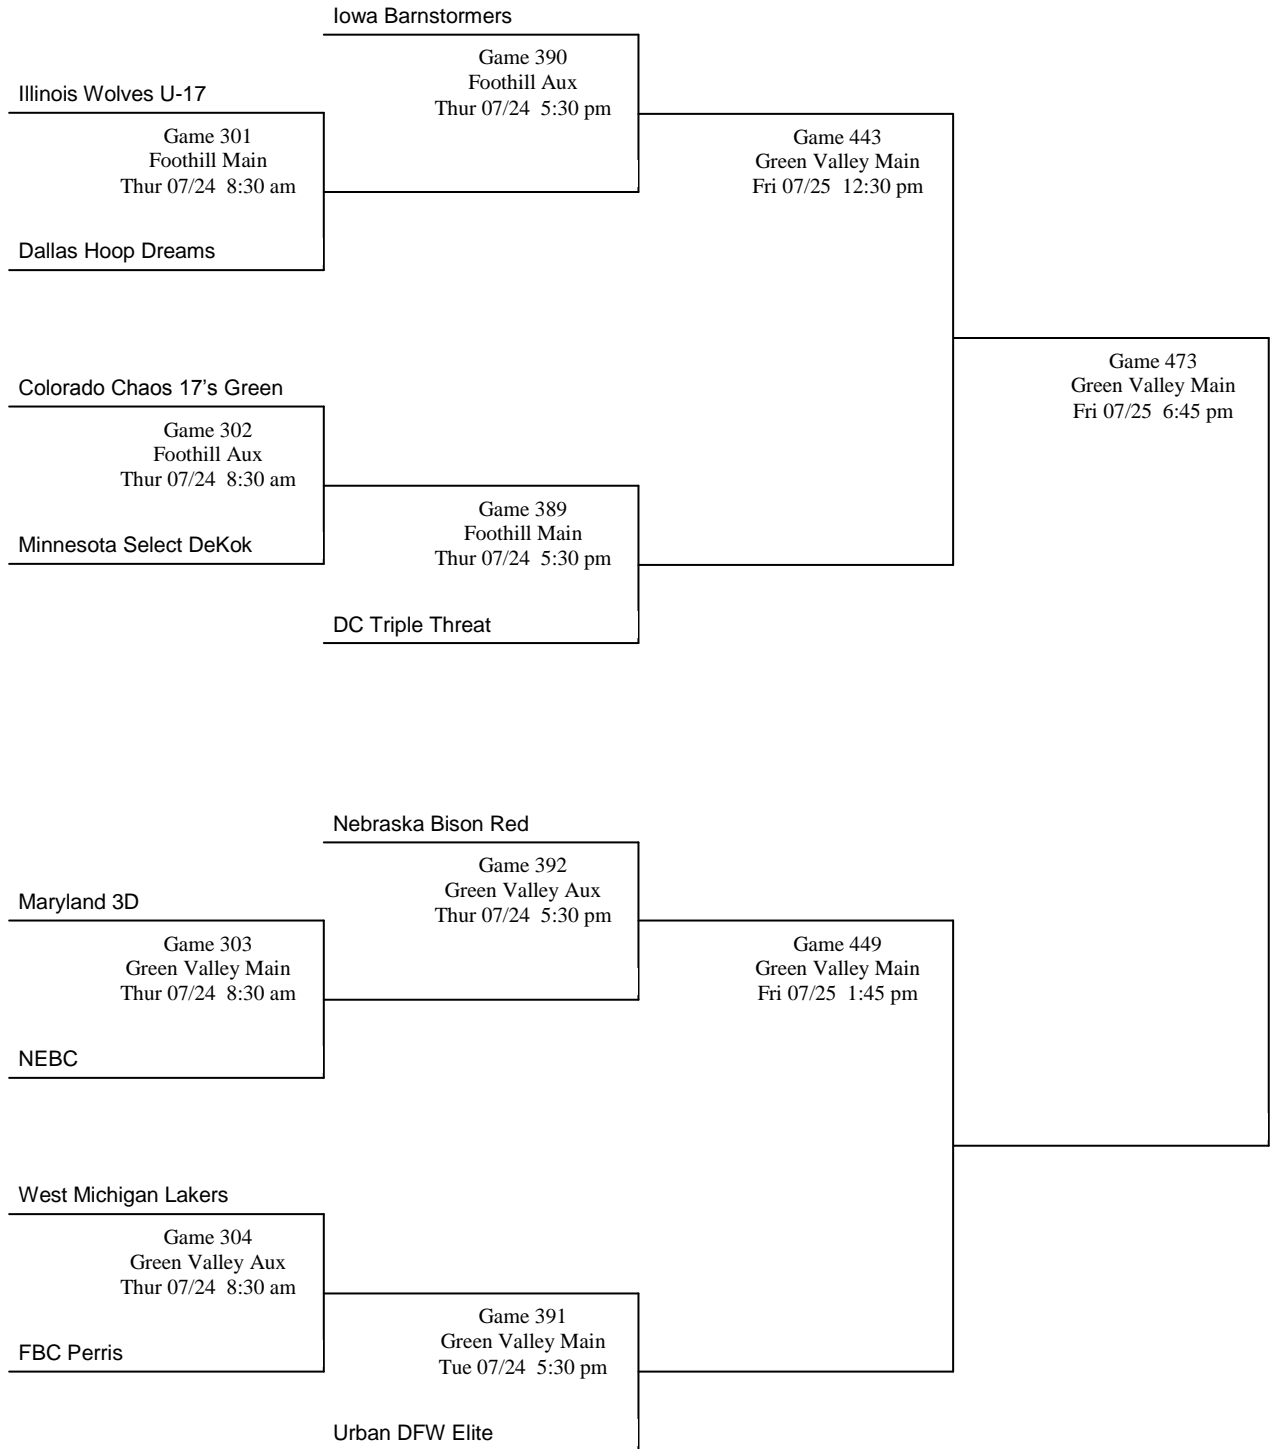 Iowa Barnstormers
Game 390
Foothill Aux
Thur 07/24 5:30 pm
Illinois Wolves U-17
Game 301
Foothill Main
Thur 07/24 8:30 am
Dallas Hoop Dreams
Game 443
Green Valley Main
Fri 07/25 12:30 pm
Colorado Chaos 17's Green
Game 302
Foothill Aux
Thur 07/24 8:30 am
Minnesota Select DeKok
Game 389
Foothill Main
Thur 07/24 5:30 pm
DC Triple Threat
Game 473
Green Valley Main
Fri 07/25 6:45 pm
Nebraska Bison Red
Game 392
Green Valley Aux
Thur 07/24 5:30 pm
Maryland 3D
Game 303
Green Valley Main
Thur 07/24 8:30 am
NEBC
Game 449
Green Valley Main
Fri 07/25 1:45 pm
West Michigan Lakers
Game 304
Green Valley Aux
Thur 07/24 8:30 am
FBC Perris
Game 391
Green Valley Main
Tue 07/24 5:30 pm
Urban DFW Elite